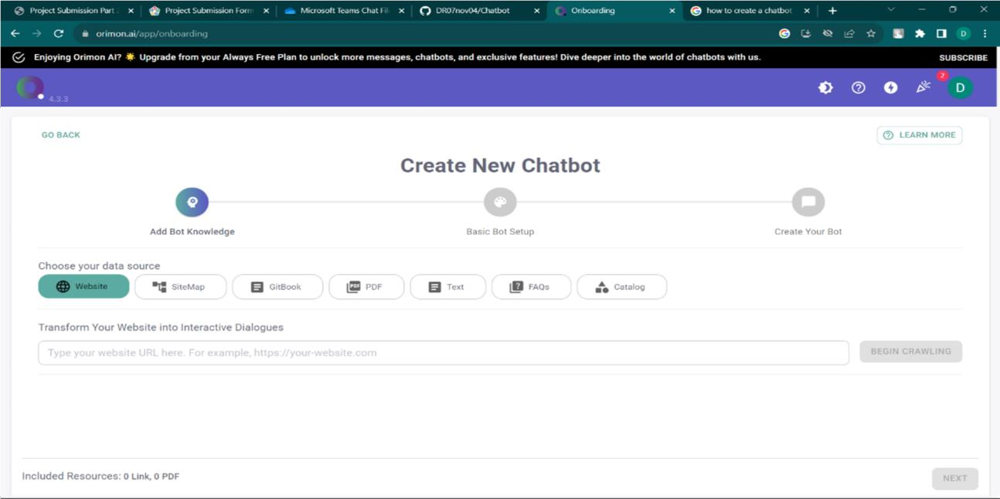 Project Submission Part 2
Project Submission Form
Microsoft Teams Chat Fil
DR07nov04/Chatbot
Onboarding
how to create a chatbot
orimon.ai/app/onboarding
D
Enjoying Orimon AI? 🌟 Upgrade from your Always Free Plan to unlock more messages, chatbots, and exclusive features! Dive deeper into the world of chatbots with us.
SUBSCRIBE
4.3.3
2
D
GO BACK
LEARN MORE
Create New Chatbot
Add Bot Knowledge
Basic Bot Setup
Create Your Bot
Choose your data source
Website
SiteMap
GitBook
PDF
PDF
Text
FAQs
Catalog
Transform Your Website into Interactive Dialogues
Type your website URL here. For example, https://your-website.com
BEGIN CRAWLING
Included Resources: 0 Link, 0 PDF
NEXT